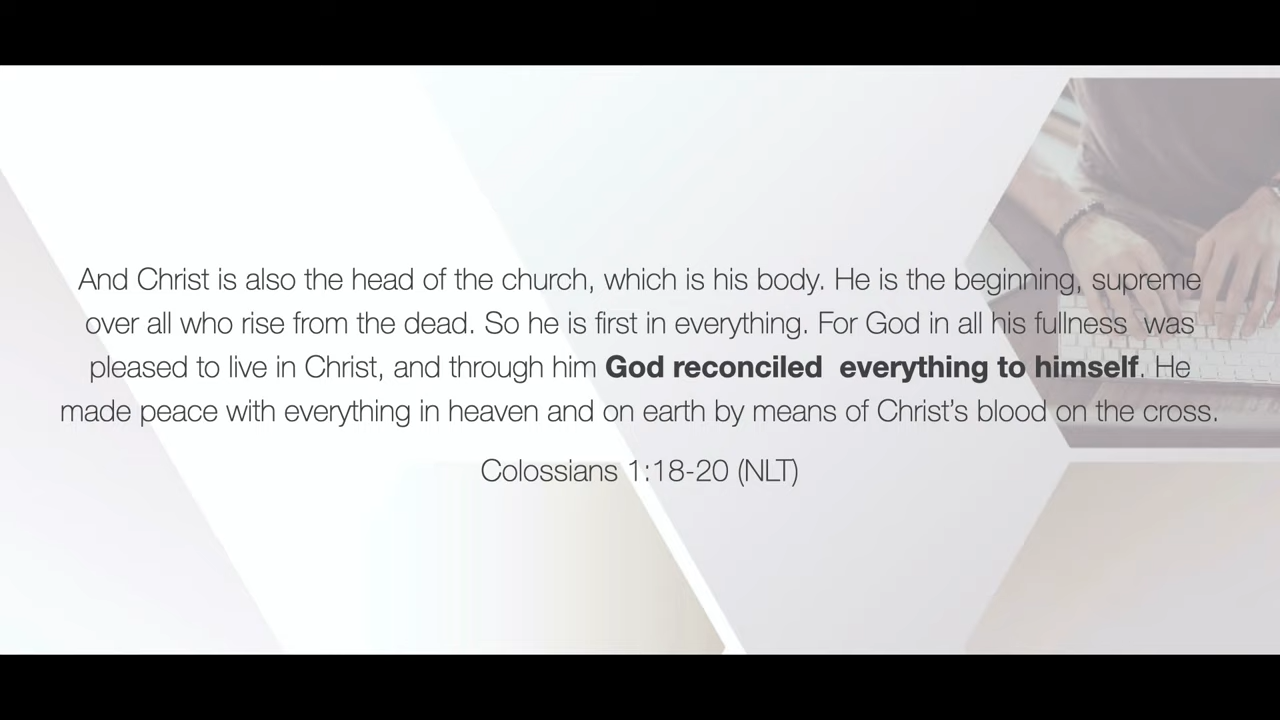 And Christ is also the head of the church, which is his body. He is the beginning, supreme
over all who rise from the dead. So he is first in everything. For God in all his fullness  was
pleased to live in Christ, and through him God reconciled  everything to himself. He
made peace with everything in heaven and on earth by means of Christ’s blood on the cross.
Colossians 1:18-20 (NLT)